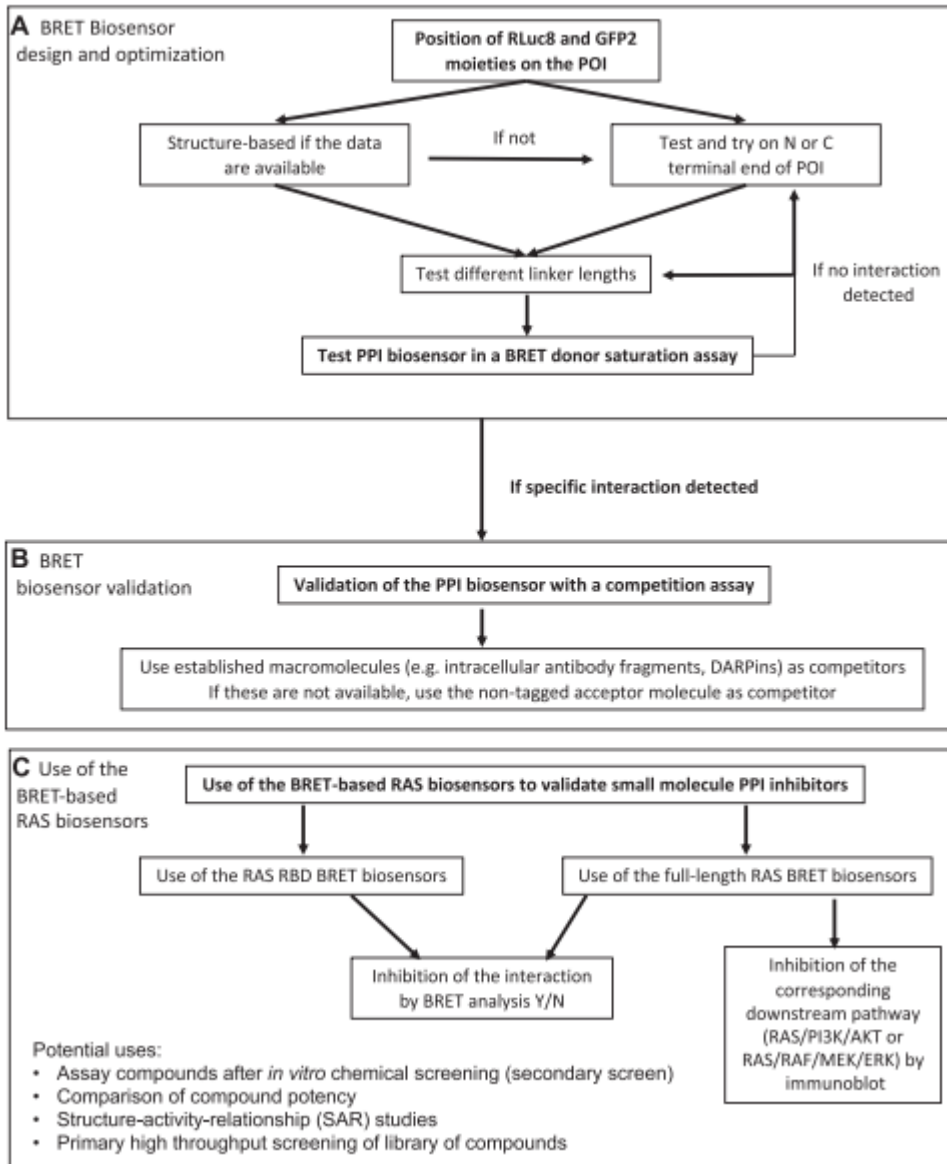 A BRET Biosensor
design and optimization
Position of RLuc8 and GFP2
moieties on the POI
Structure-based if the data
are available
If not
Test and try on N or C
terminal end of POI
Test different linker lengths
If no interaction
detected
Test PPI biosensor in a BRET donor saturation assay
If specific interaction detected
B BRET
biosensor validation
Validation of the PPI biosensor with a competition assay
Use established macromolecules (e.g. intracellular antibody fragments, DARPins) as competitors
If these are not available, use the non-tagged acceptor molecule as competitor
C Use of the
BRET-based
RAS biosensors
Use of the BRET-based RAS biosensors to validate small molecule PPI inhibitors
Use of the RAS RBD BRET biosensors
Use of the full-length RAS BRET biosensors
Inhibition of the interaction
by BRET analysis Y/N
Inhibition of the
corresponding
downstream pathway
(RAS/PI3K/AKT or
RAS/RAF/MEK/ERK) by
immunoblot
Potential uses:
• Assay compounds after in vitro chemical screening (secondary screen)
• Comparison of compound potency
• Structure-activity-relationship (SAR) studies
• Primary high throughput screening of library of compounds